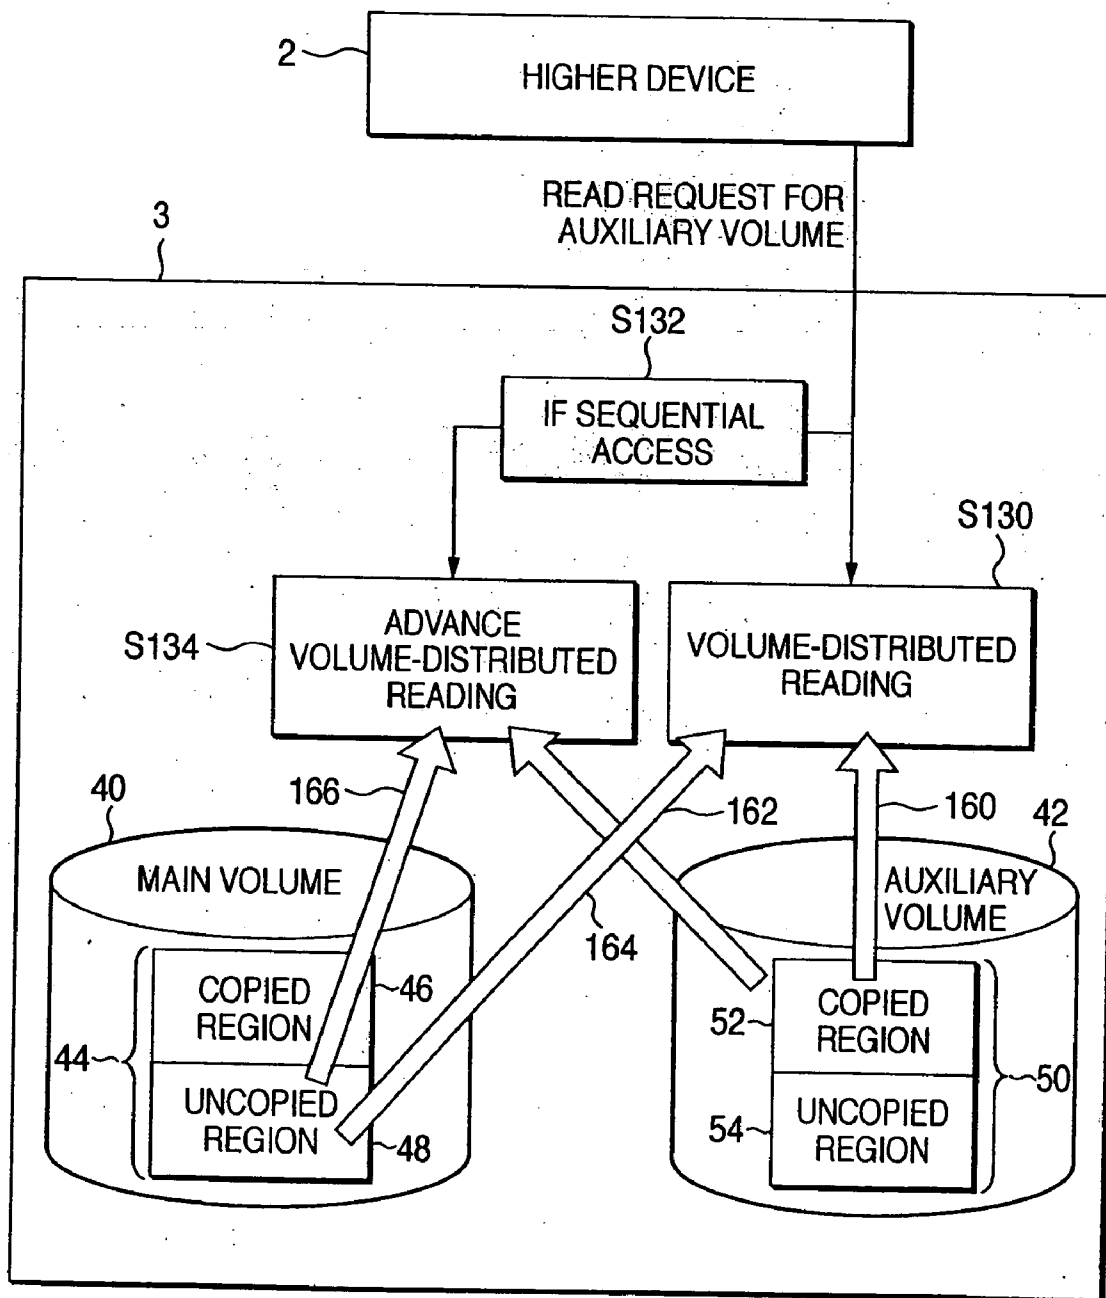 2
HIGHER DEVICE
READ REQUEST FOR
AUXILIARY VOLUME
3
S132
IF SEQUENTIAL
ACCESS
S130
S134
ADVANCE
VOLUME-DISTRIBUTED
READING
VOLUME-DISTRIBUTED
READING
40
166
162
160
42
MAIN VOLUME
AUXILIARY
VOLUME
164
44
COPIED
REGION
46
UNCOPIED
REGION
48
52
COPIED
REGION
50
54
UNCOPIED
REGION